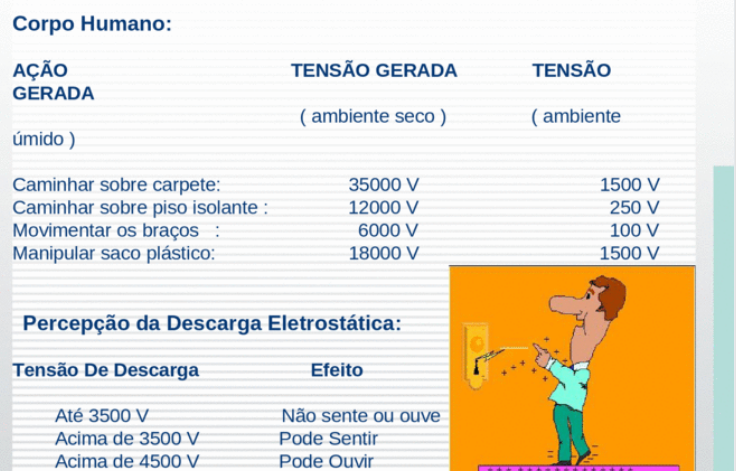 Corpo Humano:
AÇÃO TENSÃO GERADA TENSÃO
GERADA
( ambiente seco ) ( ambiente
úmido )
Caminhar sobre carpete: 35000 V 1500 V
Caminhar sobre piso isolante : 12000 V 250 V
Movimentar os braços : 6000 V 100 V
Manipular saco plástico: 18000 V 1500 V
Percepção da Descarga Eletrostática:
Tensão De Descarga Efeito
Até 3500 V Não sente ou ouve
Acima de 3500 V Pode Sentir
Acima de 4500 V Pode Ouvir